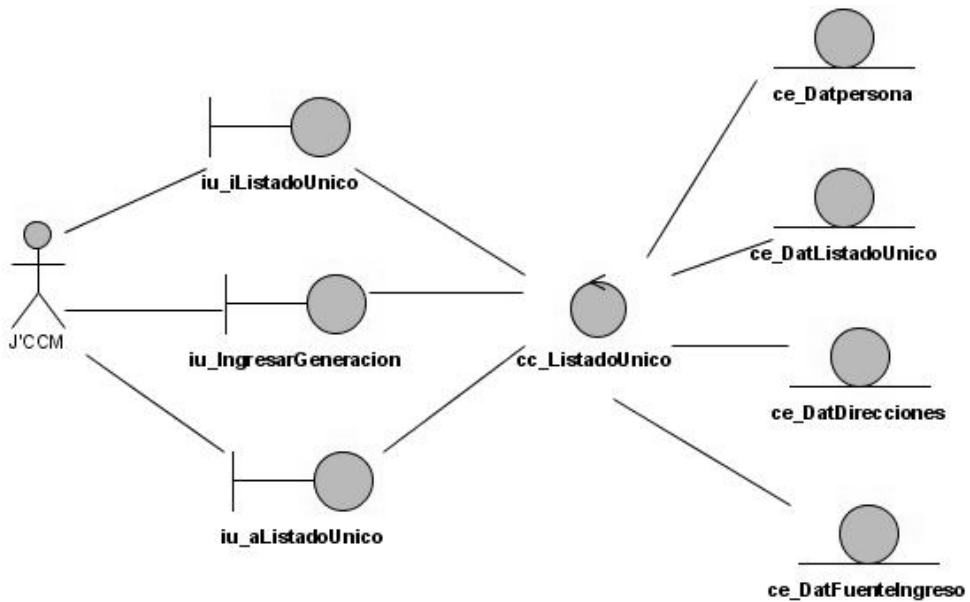 ce_Datpersona
iu_iListadoUnico
ce_DatListadoUnico
J'CCM
iu_IngresarGeneracion
cc_ListadoUnico
ce_DatDirecciones
iu_aListadoUnico
ce_DatFuenteIngreso